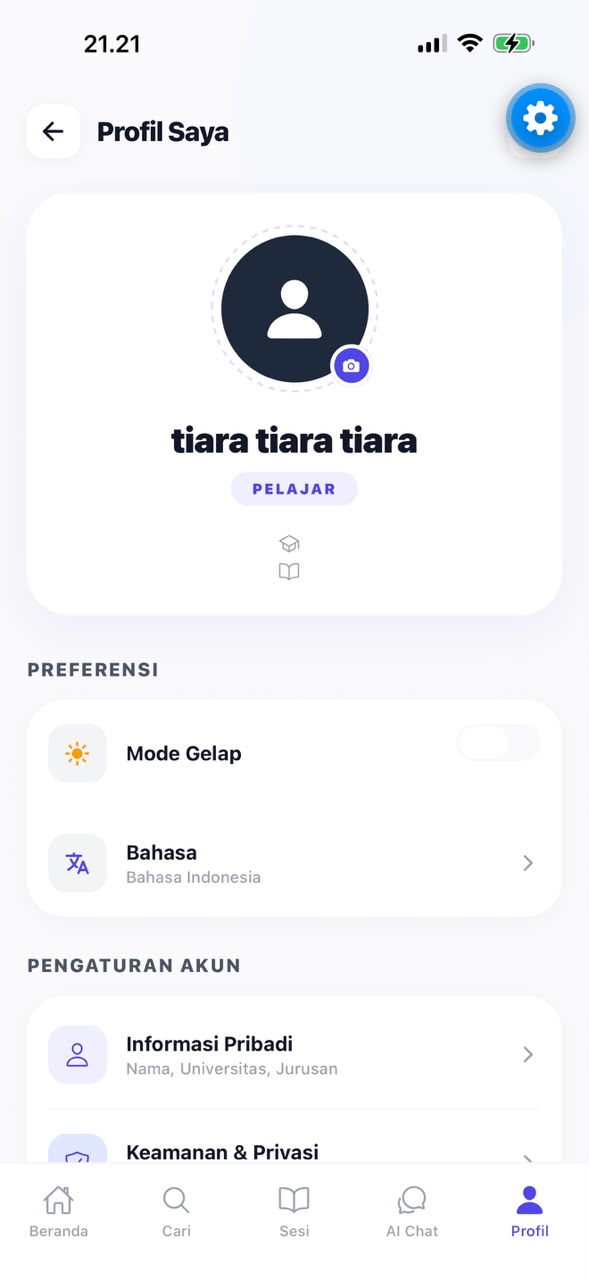 21.21
Profil Saya
tiara tiara tiara
PELAJAR
PREFERENSI
Mode Gelap
Bahasa
Bahasa Indonesia
PENGATURAN AKUN
Informasi Pribadi
Nama, Universitas, Jurusan
Keamanan & Privasi
Beranda
Cari
Sesi
AI Chat
Profil